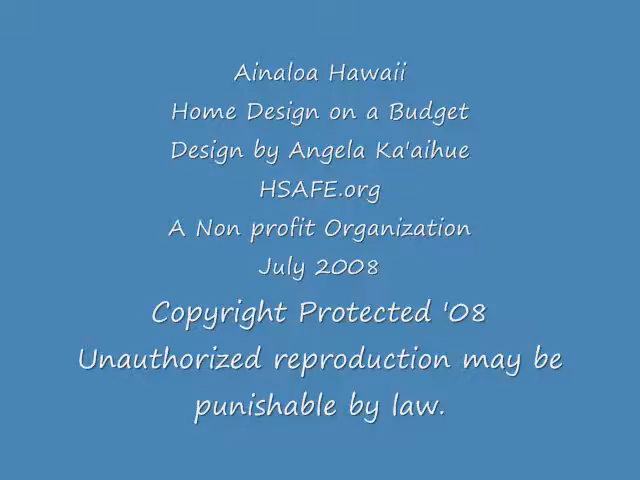 Ainaloa Hawaii
Home Design on a Budget
Design by Angela Ka'aihue
HSAFE.org
A Non profit Organization
July 2008
Copyright Protected '08
Unauthorized reproduction may be
punishable by law.